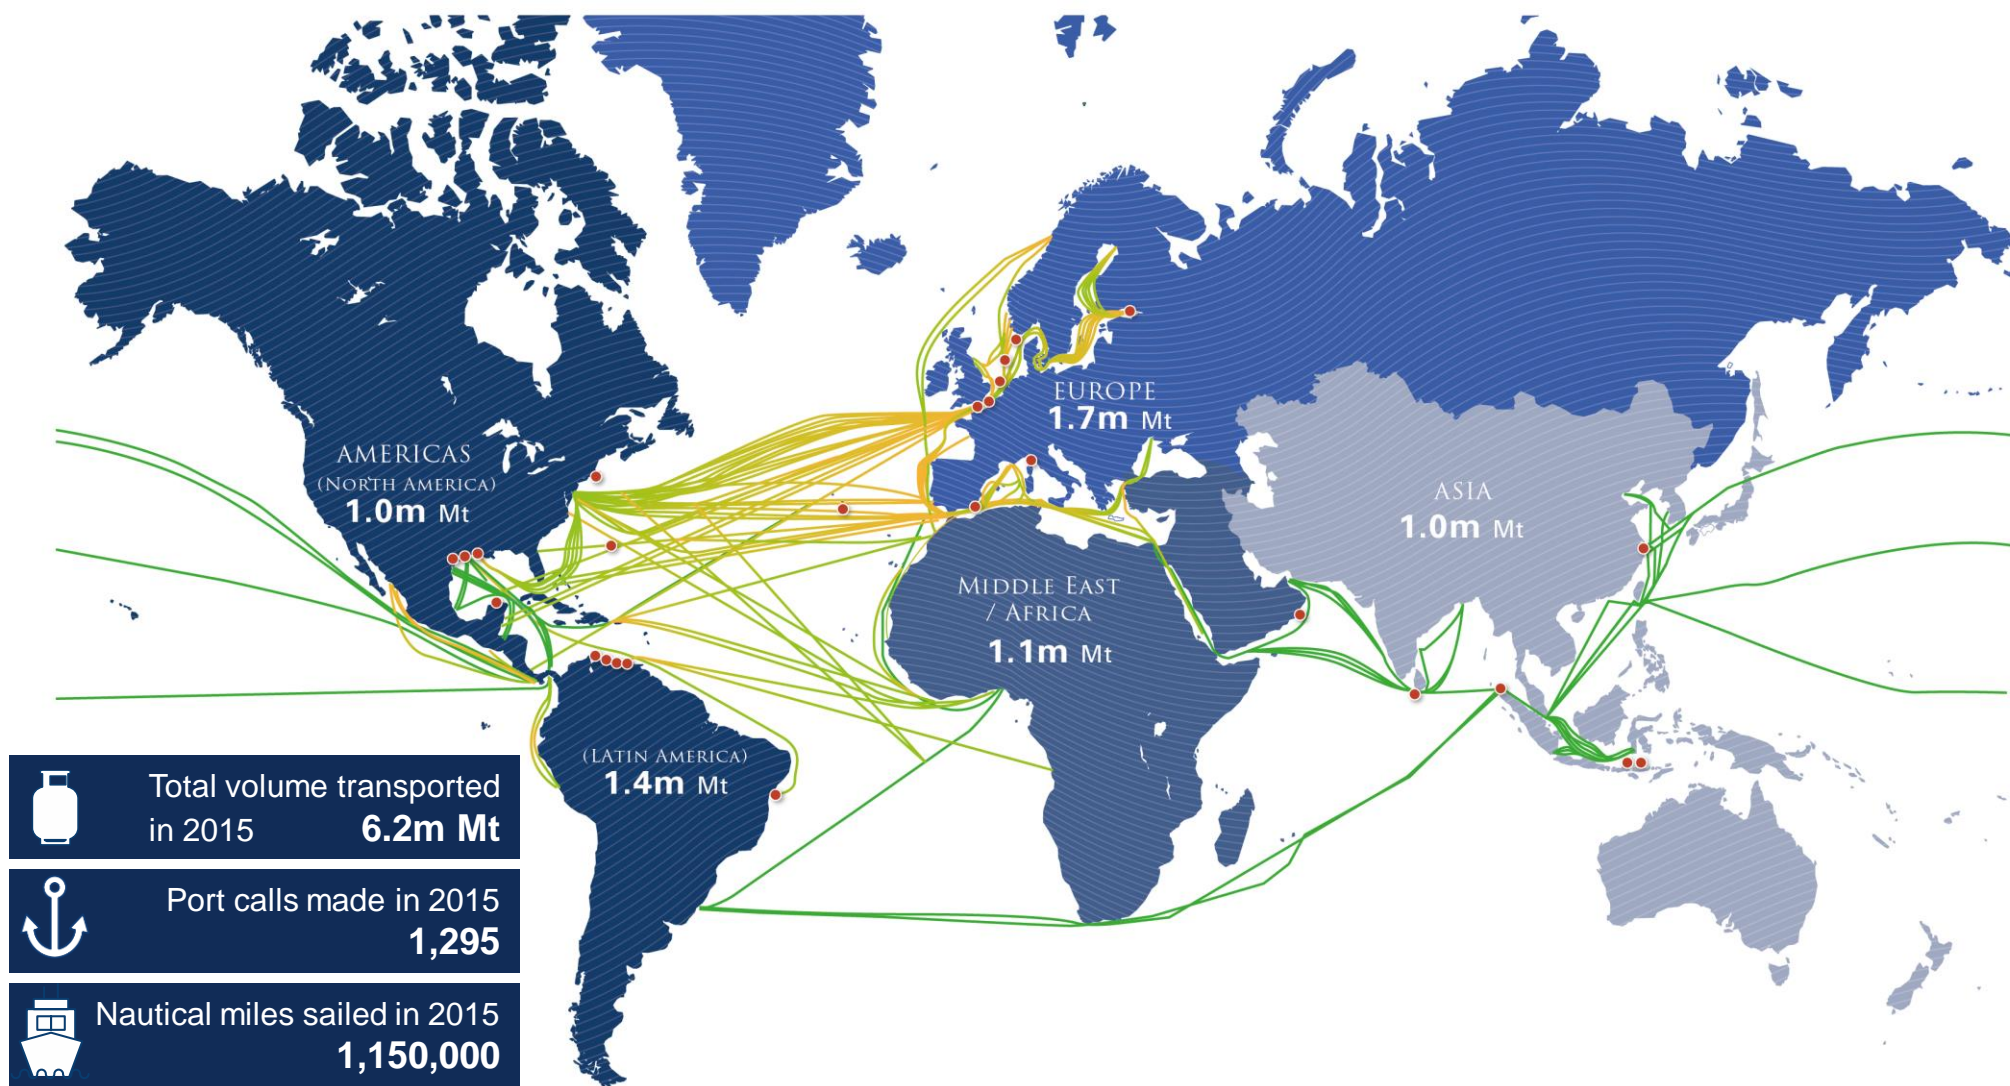 AMERICAS
(NORTH AMERICA)
1.0m Mt
EUROPE
1.7m Mt
ASIA
1.0m Mt
MIDDLE EAST
/ AFRICA
1.1m Mt
(LATIN AMERICA)
1.4m Mt
Total volume transported
in 2015 6.2m Mt
Port calls made in 2015
1,295
Nautical miles sailed in 2015
1,150,000